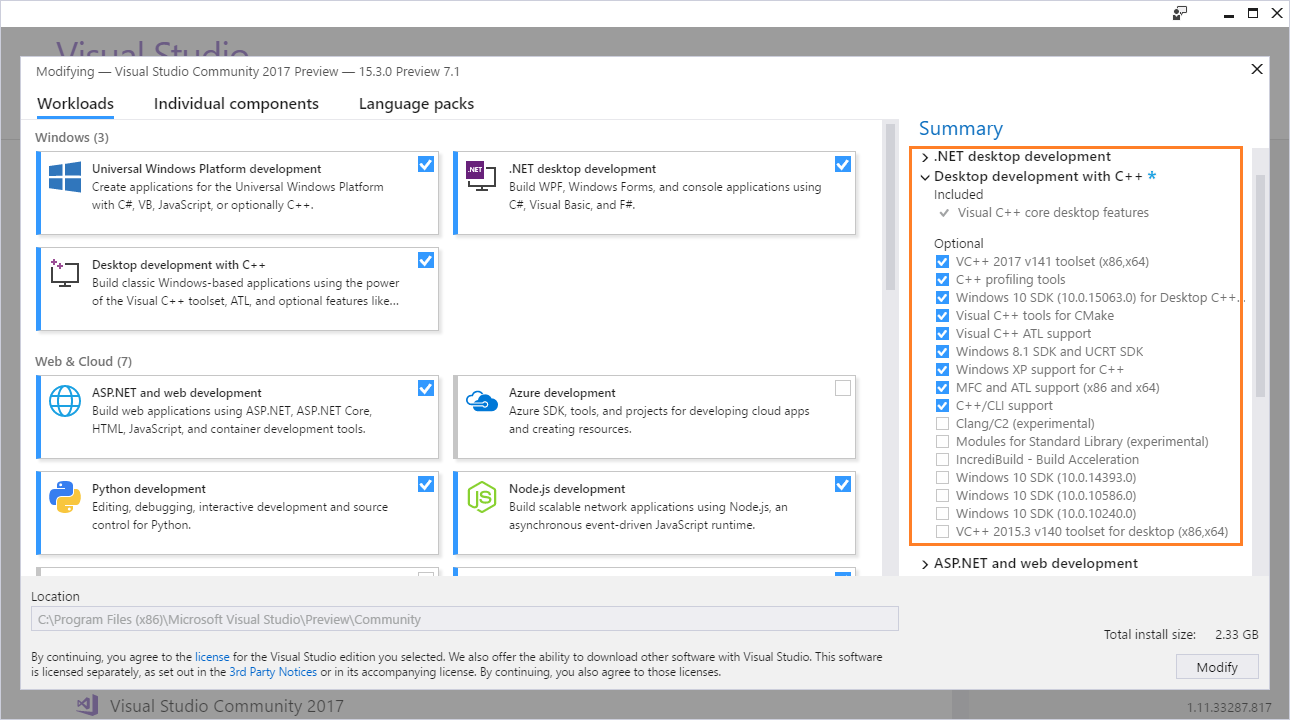 Visual Studio
Modifying — Visual Studio Community 2017 Preview — 15.3.0 Preview 7.1
Workloads
Individual components
Language packs
Windows (3)
Universal Windows Platform development
Create applications for the Universal Windows Platform
with C#, VB, JavaScript, or optionally C++.
.NET
.NET desktop development
Build WPF, Windows Forms, and console applications using
C#, Visual Basic, and F#.
Desktop development with C++
Build classic Windows-based applications using the power
of the Visual C++ toolset, ATL, and optional features like...
Web & Cloud (7)
ASP.NET and web development
Build web applications using ASP.NET, ASP.NET Core,
HTML, JavaScript, and container development tools.
Azure development
Azure SDK, tools, and projects for developing cloud apps
and creating resources.
Python development
Editing, debugging, interactive development and source
control for Python.
JS
Node.js development
Build scalable network applications using Node.js, an
asynchronous event-driven JavaScript runtime.
Summary
.NET desktop development
Desktop development with C++ *
Included
Visual C++ core desktop features
Optional
VC++ 2017 v141 toolset (x86,x64)
C++ profiling tools
Windows 10 SDK (10.0.15063.0) for Desktop C++...
Visual C++ tools for CMake
Visual C++ ATL support
Windows 8.1 SDK and UCRT SDK
Windows XP support for C++
MFC and ATL support (x86 and x64)
C++/CLI support
Clang/C2 (experimental)
Modules for Standard Library (experimental)
IncrediBuild - Build Acceleration
Windows 10 SDK (10.0.14393.0)
Windows 10 SDK (10.0.10586.0)
Windows 10 SDK (10.0.10240.0)
VC++ 2015.3 v140 toolset for desktop (x86,x64)
ASP.NET and web development
Location
C:\Program Files (x86)\Microsoft Visual Studio\Preview\Community
By continuing, you agree to the license for the Visual Studio edition you selected. We also offer the ability to download other software with Visual Studio. This software
is licensed separately, as set out in the 3rd Party Notices or in its accompanying license. By continuing, you also agree to those licenses.
Total install size: 2.33 GB
Modify
Visual Studio Community 2017
1.11.33287.817